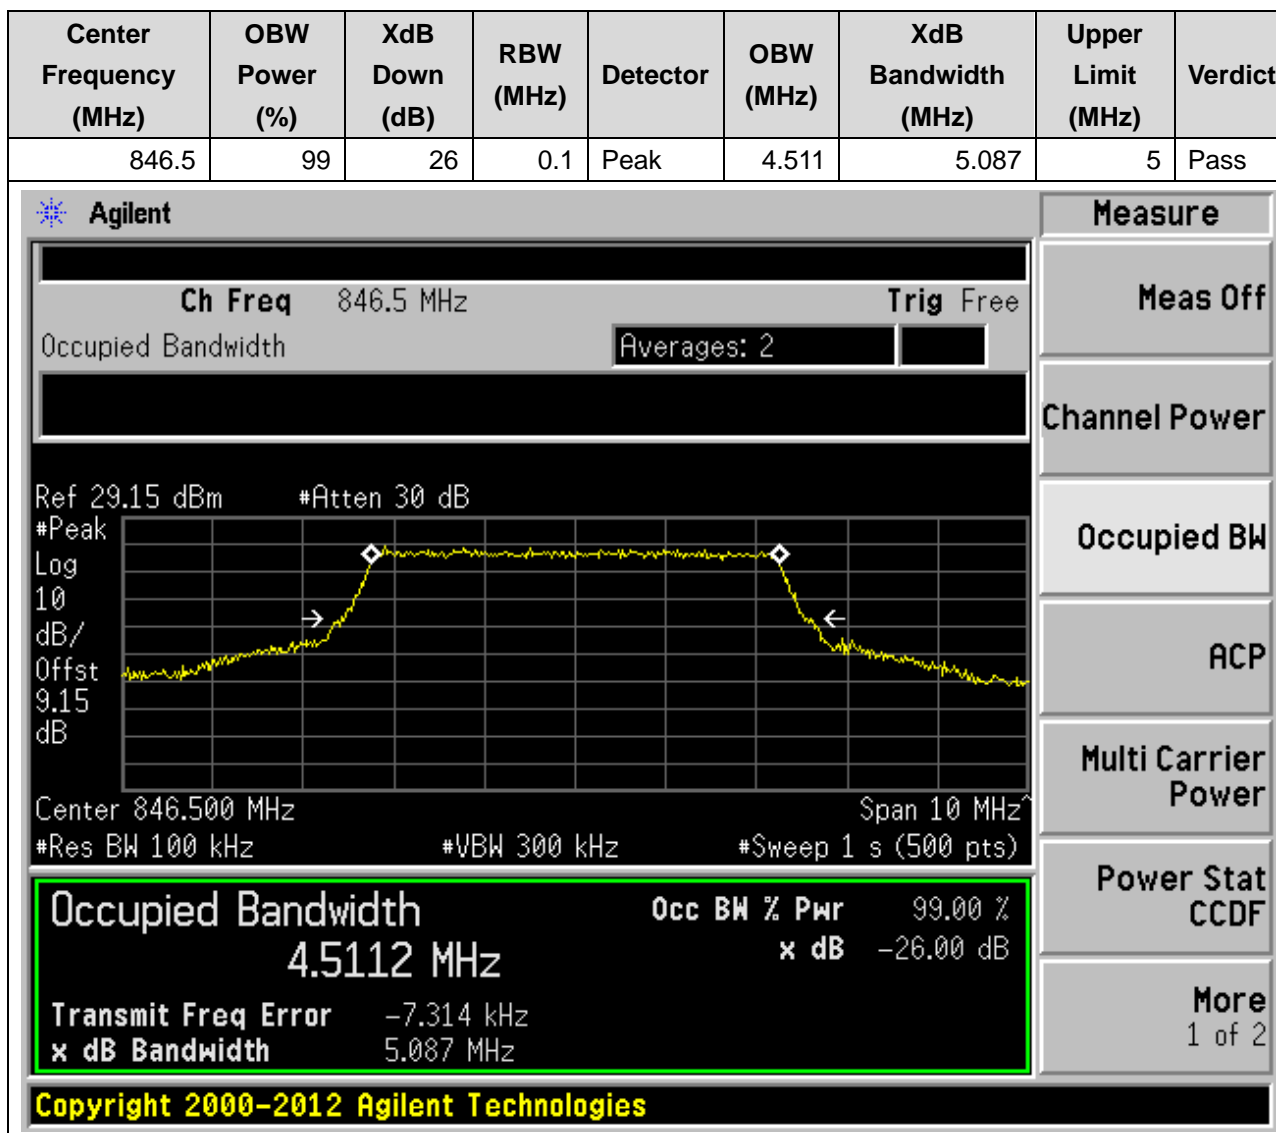 Center Frequency (MHz) OBW Power (%) XdB Down (dB) RBW (MHz) Detector OBW (MHz) XdB Bandwidth (MHz) Upper Limit (MHz) Verdict
846.5 99 26 0.1 Peak 4.511 5.087 5 Pass
Agilent
Measure
Ch Freq 846.5 MHz Trig Free
Meas Off
Occupied Bandwidth Averages: 2
Channel Power
Ref 29.15 dBm #Atten 30 dB
#Peak
Log
10
dB/
Offst
9.15
dB
Occupied BW
ACP
Multi Carrier
Power
Center 846.500 MHz Span 10 MHz^
#Res BW 100 kHz #VBW 300 kHz #Sweep 1 s (500 pts)
Power Stat
CCDF
Occupied Bandwidth Occ BW % Pwr 99.00 %
4.5112 MHz x dB -26.00 dB
Transmit Freq Error -7.314 kHz
x dB Bandwidth 5.087 MHz
More
1 of 2
Copyright 2000-2012 Agilent Technologies